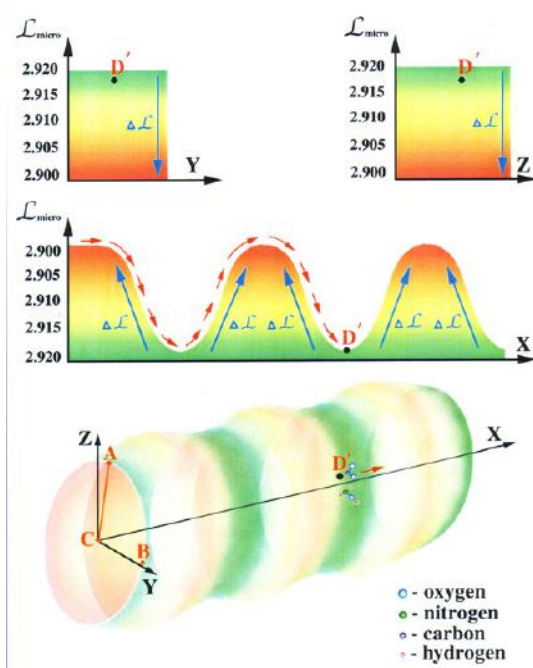 ℒmicro
2.920
2.915
2.910
2.905
2.900
D′
Δℒ
Y
ℒmicro
2.920
2.915
2.910
2.905
2.900
D′
Δℒ
Z
ℒmicro
2.900
2.905
2.910
2.915
2.920
Δℒ
Δℒ
Δℒ
D′
Δℒ
Δℒ
X
Z
A
C
B
Y
D′
X
- oxygen
- nitrogen
- carbon
- hydrogen